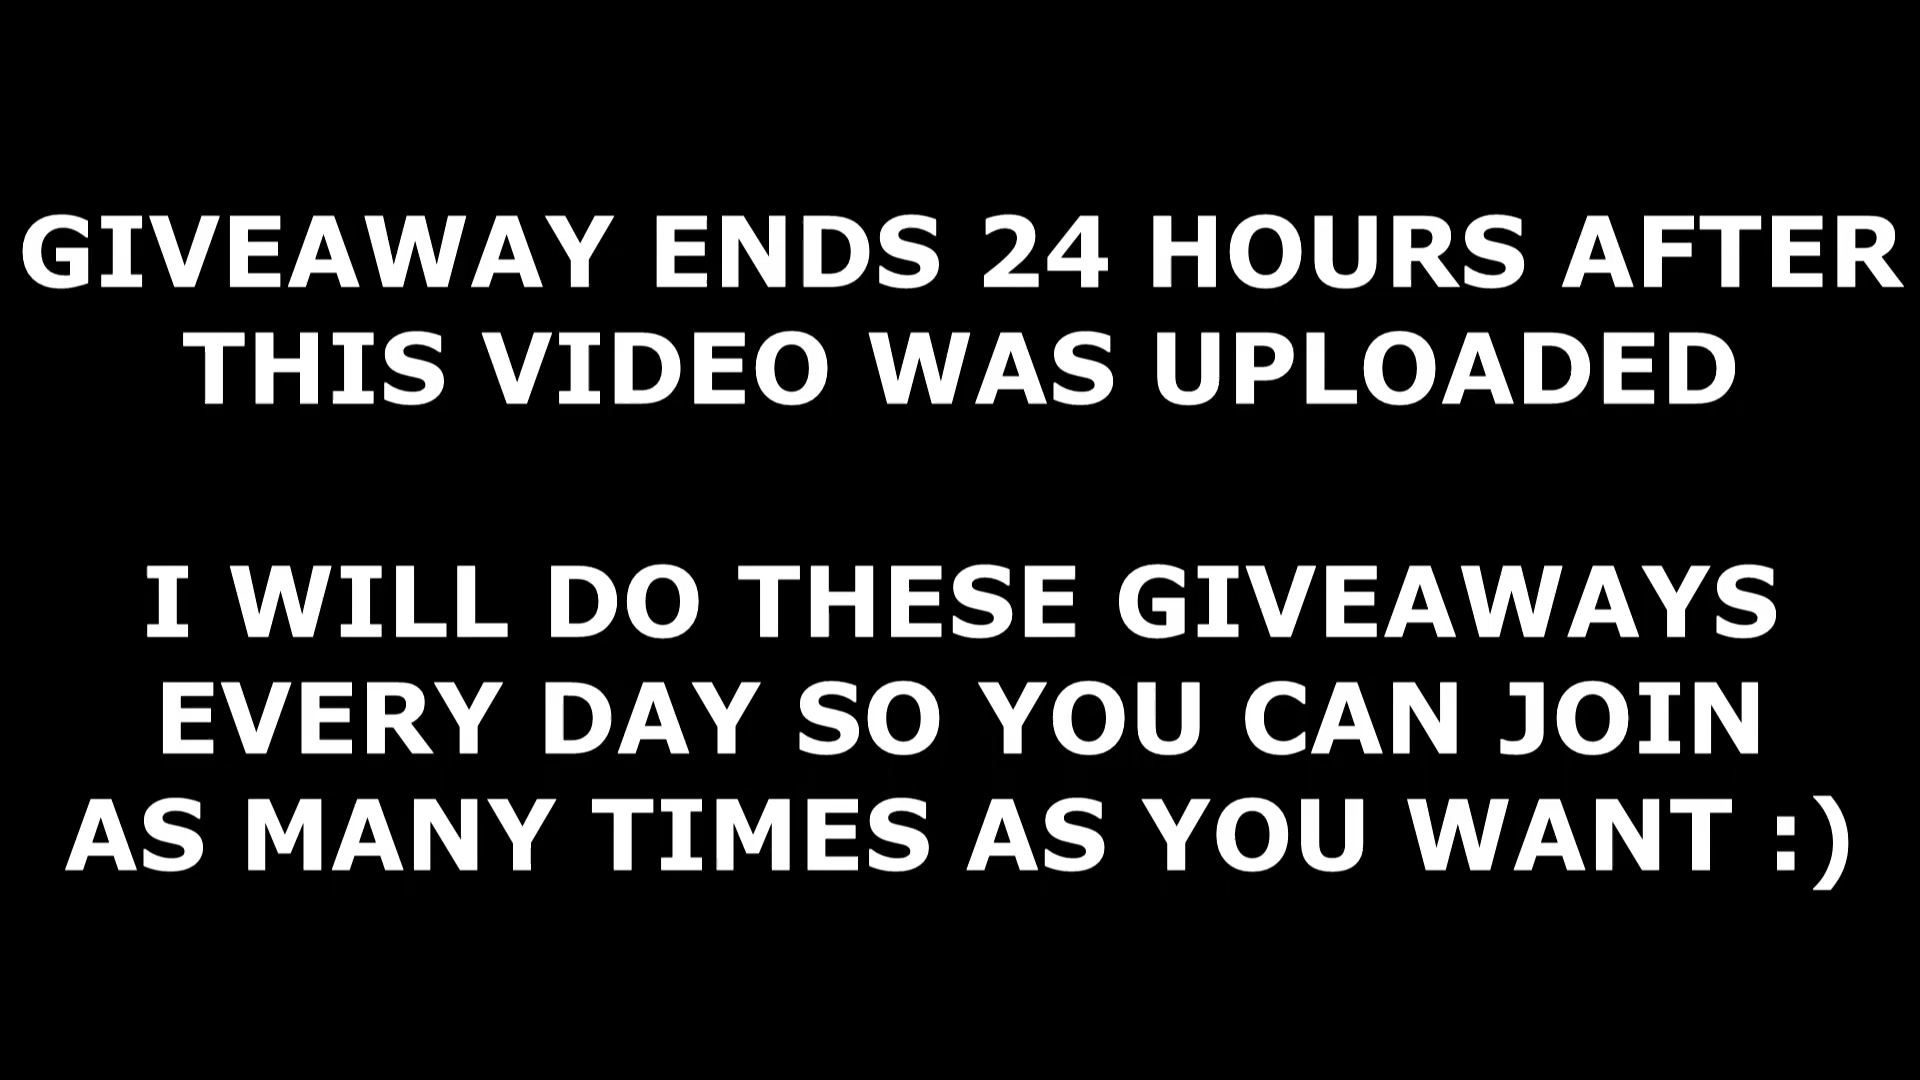 GIVEAWAY ENDS 24 HOURS AFTER
THIS VIDEO WAS UPLOADED
I WILL DO THESE GIVEAWAYS
EVERY DAY SO YOU CAN JOIN
AS MANY TIMES AS YOU WANT :)